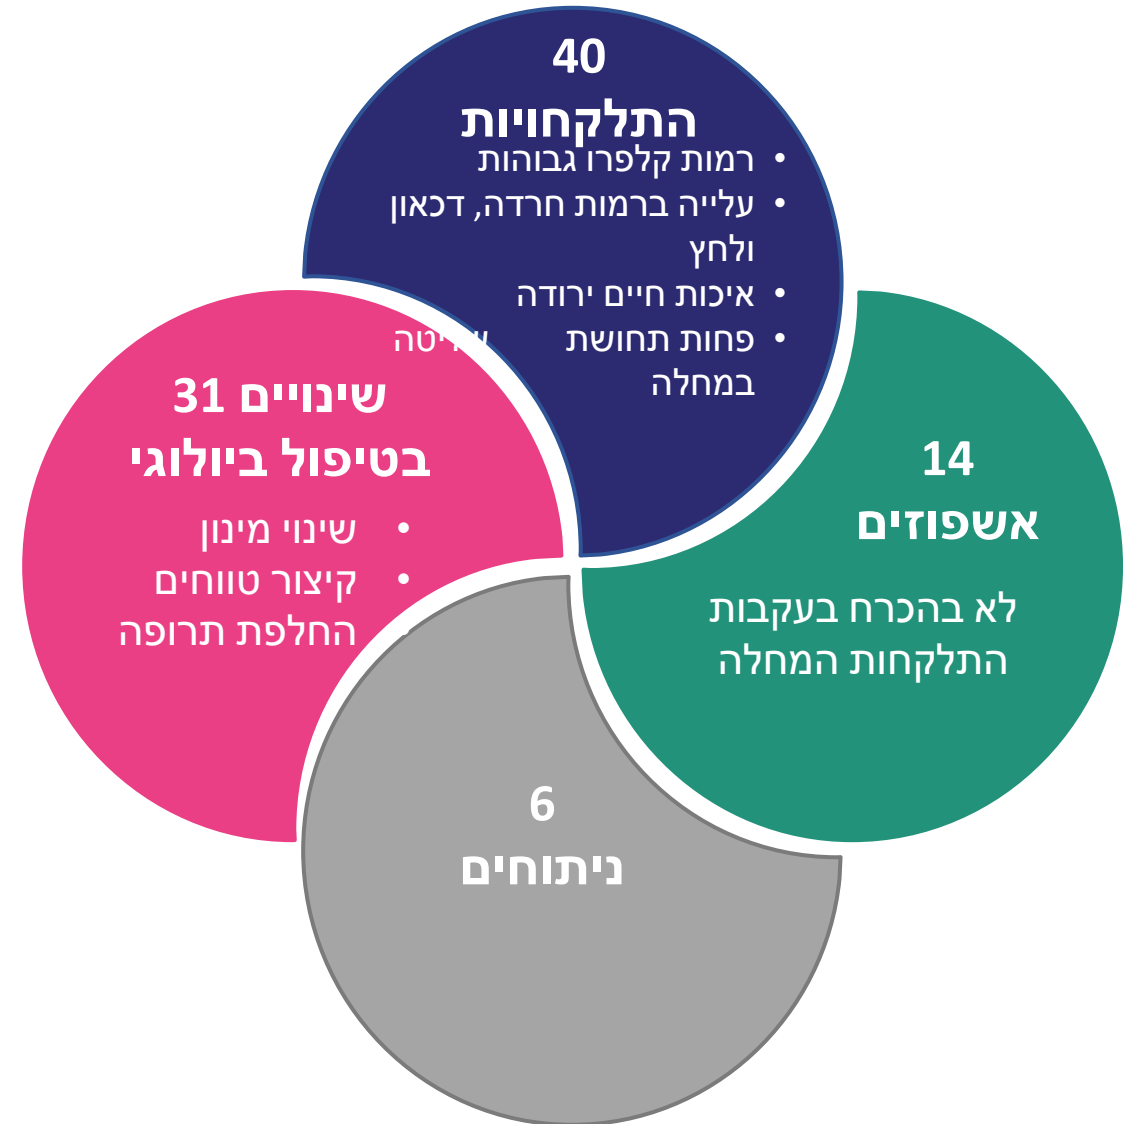 40
התלקחויות
• רמות קלפרו גבוהות
• עלייה ברמות חרדה, דכאון
ולחץ
• איכות חיים ירודה
• פחות תחושת
במחלה
14
אשפוזים
לא בהכרח בעקבות
התלקחות המחלה
31 שינויים
בטיפול ביולוגי
• שינוי מינון
• קיצור טווחים
החלפת תרופה
6
ניתוחים